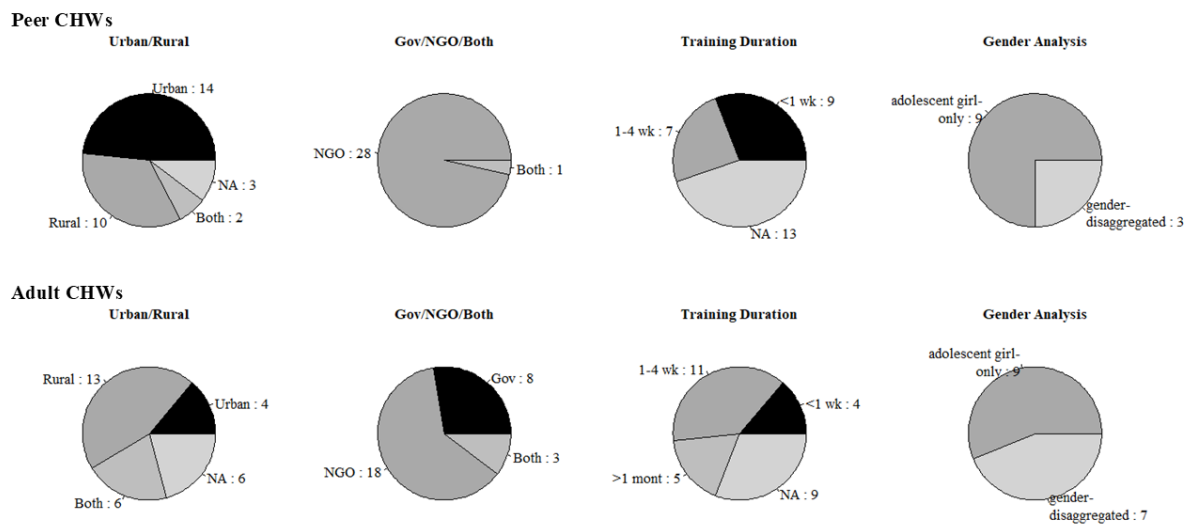 Peer CHWs
Urban/Rural
Gov/NGO/Both
Training Duration
Gender Analysis
Urban : 14
Rural : 10
Both : 2
NA : 3
NGO : 28
Both : 1
<1 wk : 9
1-4 wk : 7
NA : 13
adolescent girl-
only : 9
gender-
disaggregated : 3
Adult CHWs
Urban/Rural
Gov/NGO/Both
Training Duration
Gender Analysis
Rural : 13
Urban : 4
Both : 6
NA : 6
Gov : 8
NGO : 18
Both : 3
1-4 wk : 11
<1 wk : 4
>1 mont : 5
NA : 9
adolescent girl-
only : 9
gender-
disaggregated : 7